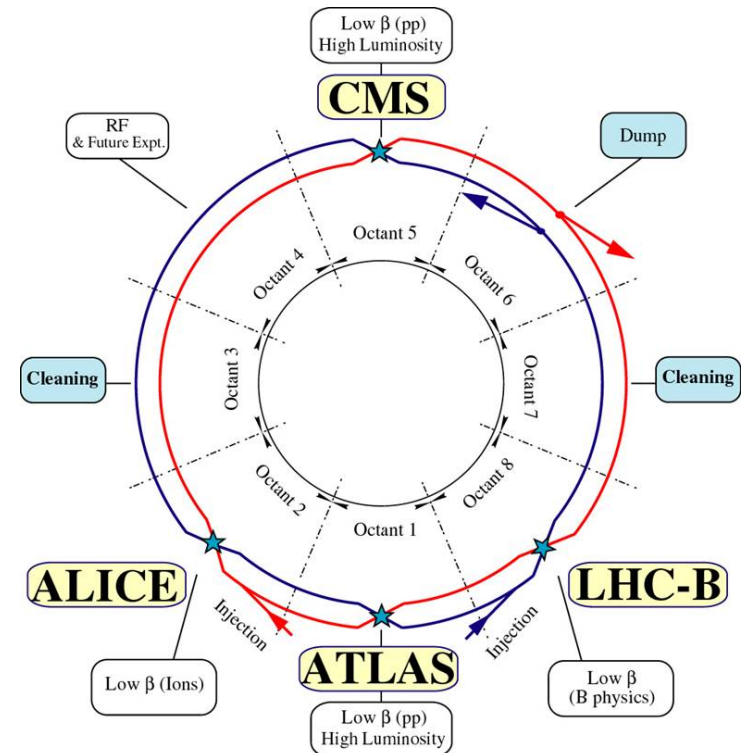 Low β (pp)
High Luminosity
CMS
RF
& Future Expt.
Dump
Octant 5
Octant 4
Octant 6
Cleaning
Octant 3
Octant 7
Cleaning
Octant 2
Octant 8
Octant 1
ALICE
LHC-B
Injection
Injection
ATLAS
Low β (Ions)
Low β
(B physics)
Low β (pp)
High Luminosity